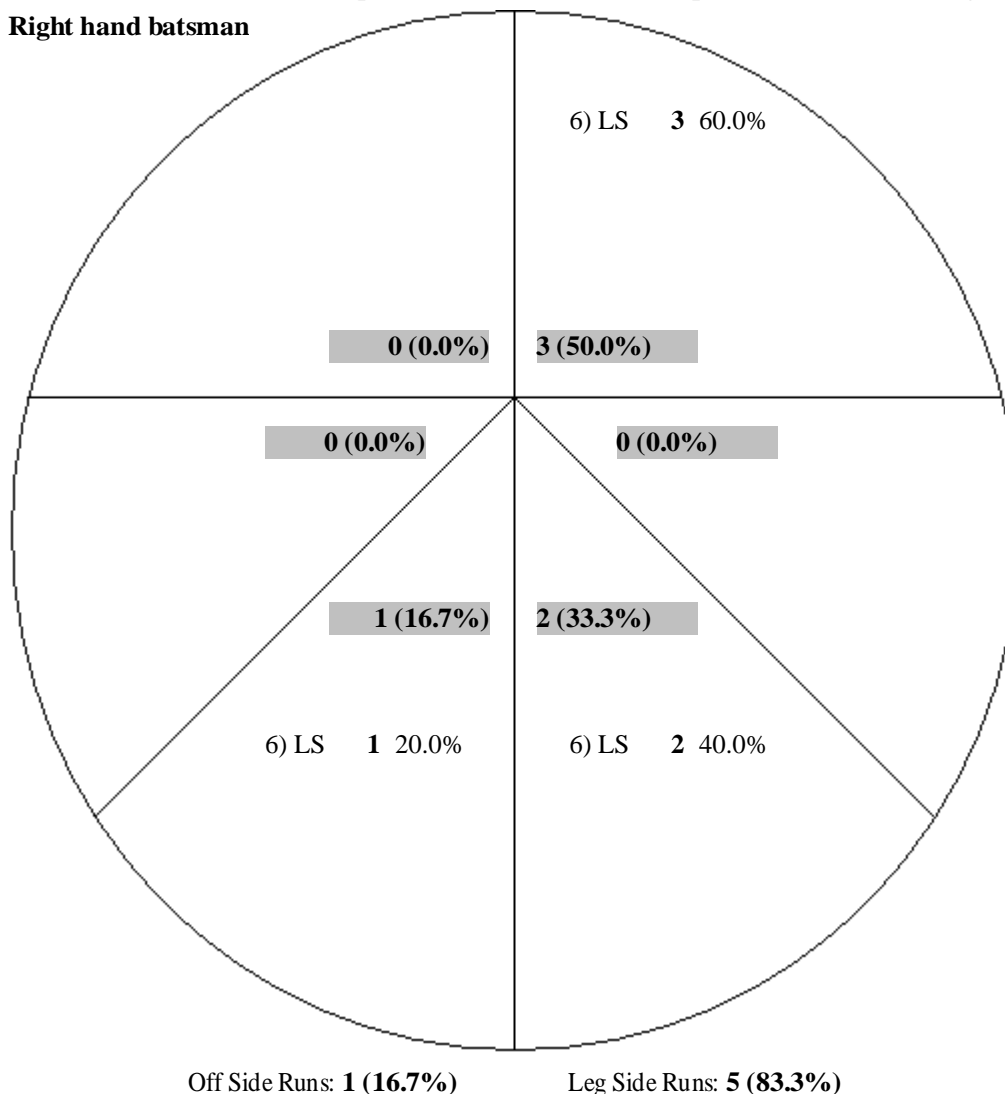 Right hand batsman
6) LS 3 60.0%
0 (0.0%) 3 (50.0%)
0 (0.0%) 0 (0.0%)
1 (16.7%) 2 (33.3%)
6) LS 1 20.0% 6) LS 2 40.0%
Off Side Runs: 1 (16.7%) Leg Side Runs: 5 (83.3%)